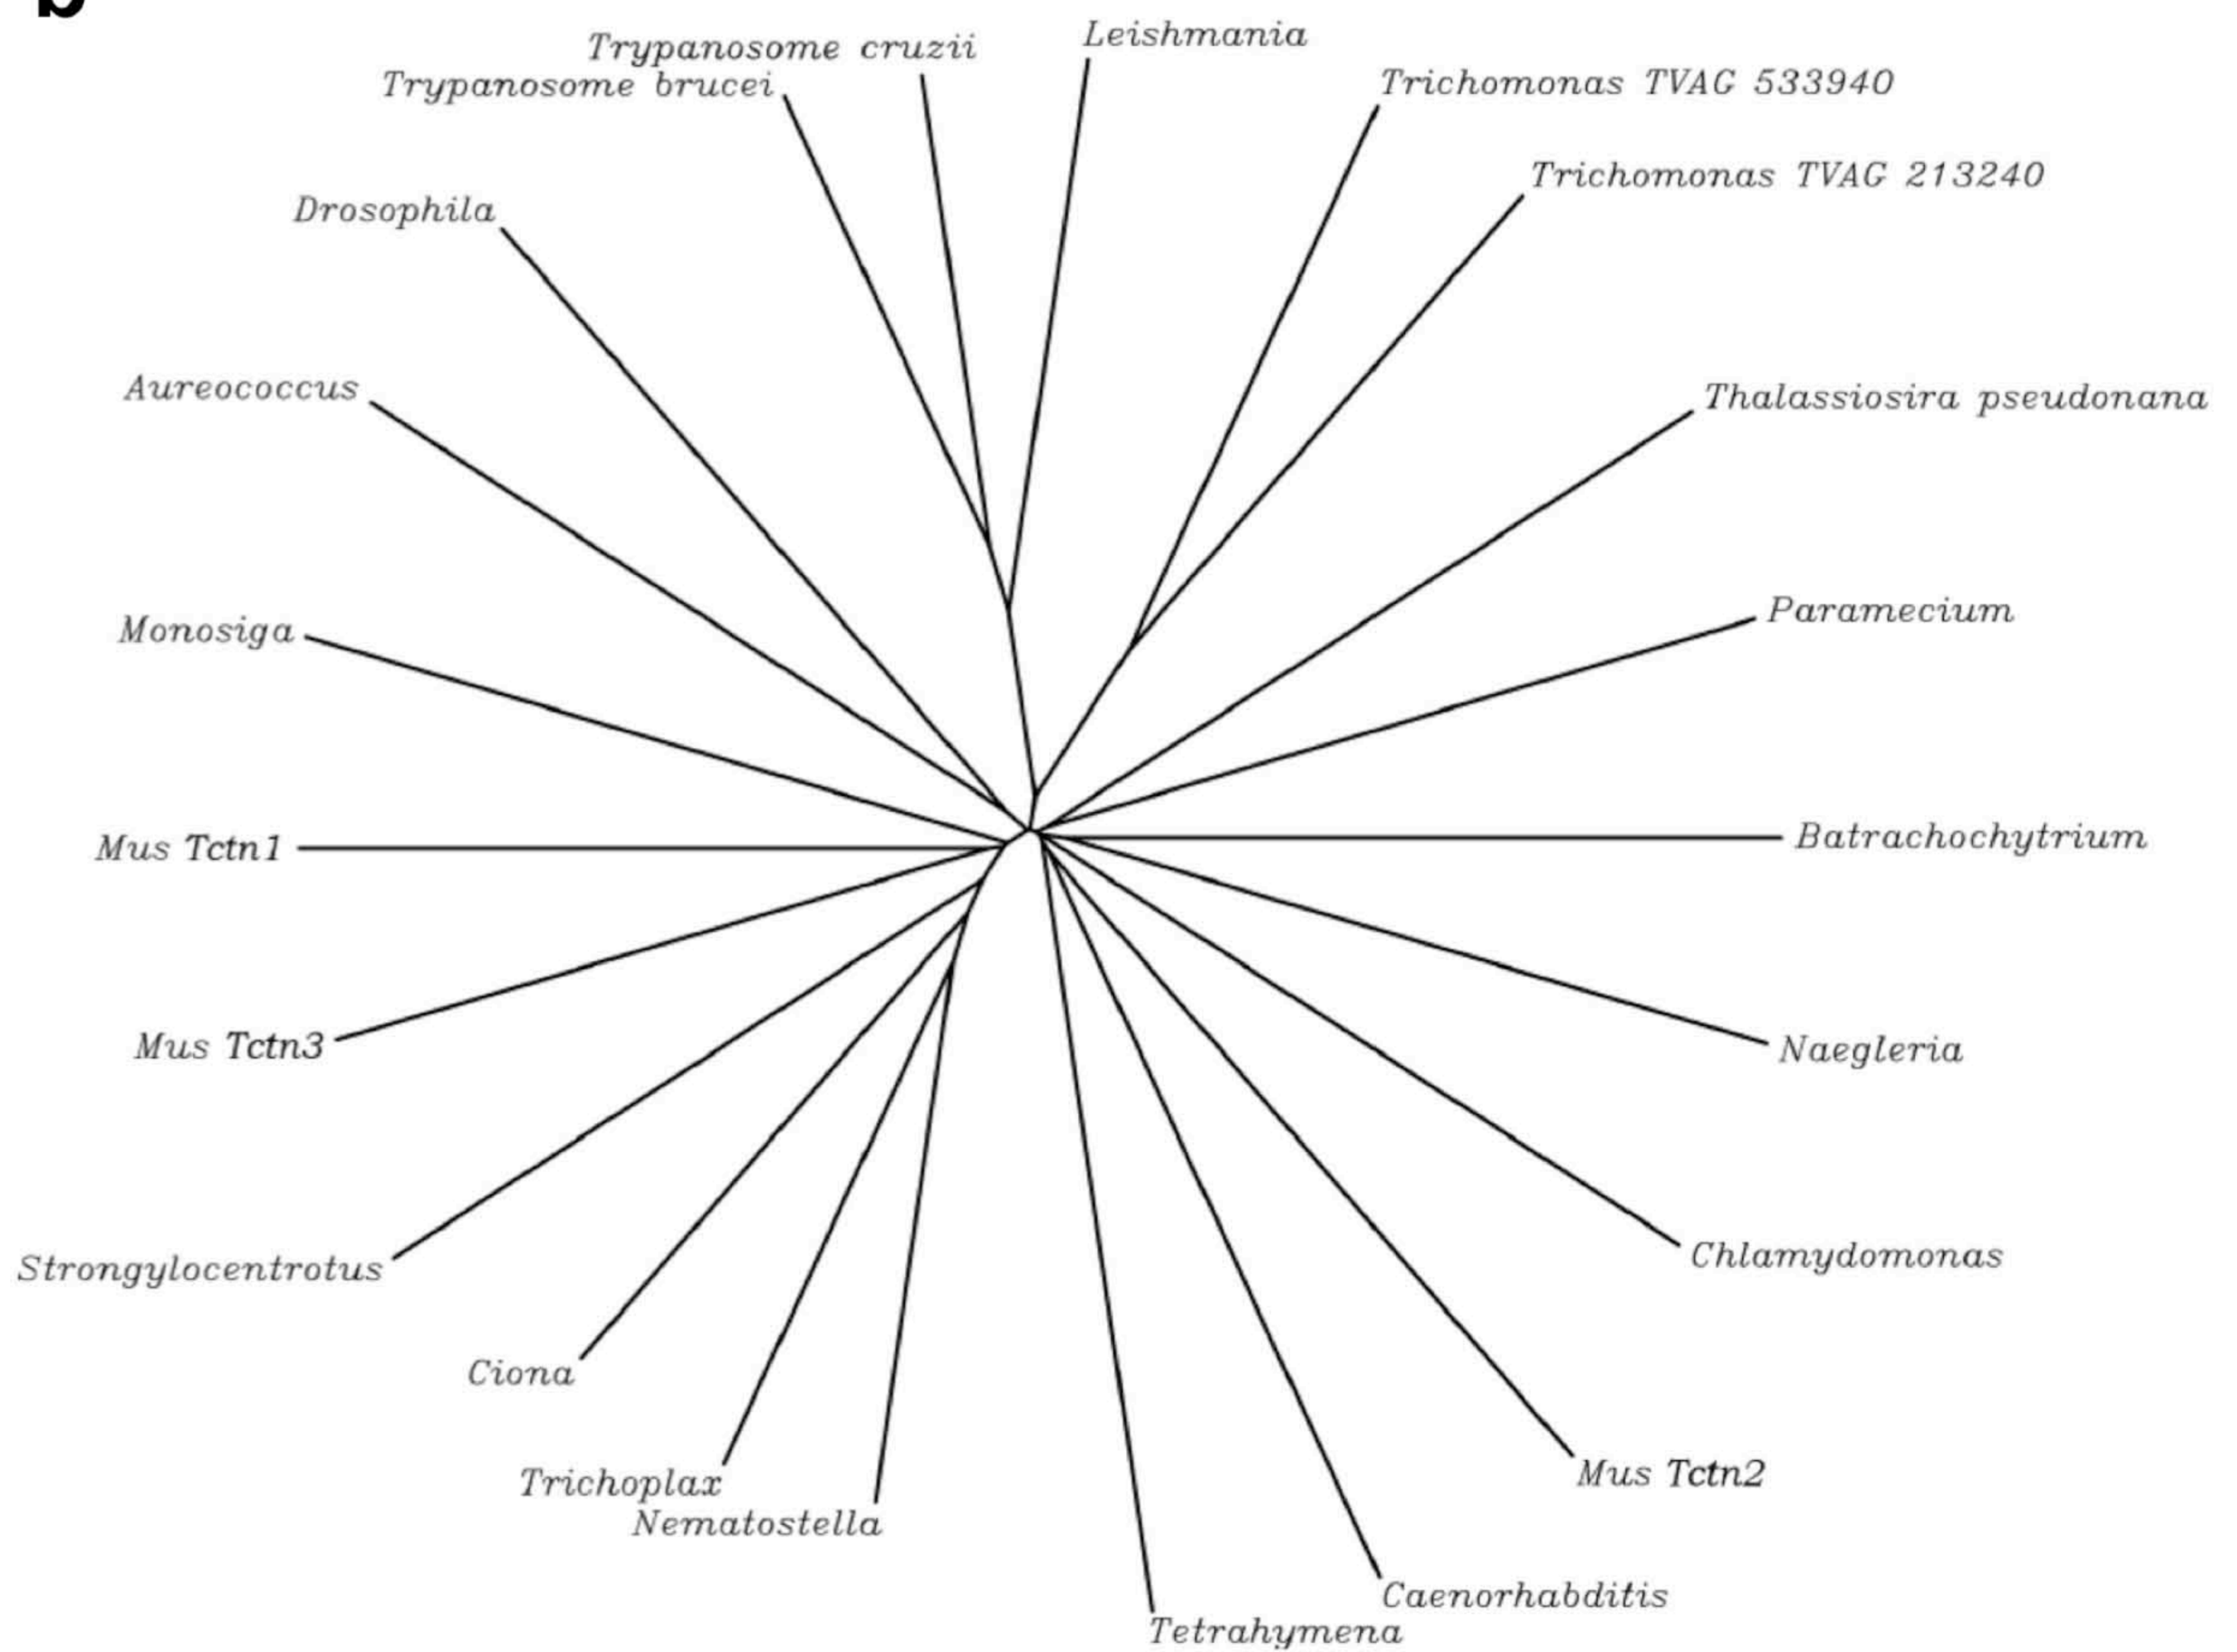 b
Leishmania
Trypanosome cruzii
Trypanosome brucei
Trichomonas TVAG 533940
Trichomonas TVAG 213240
Drosophila
Aureococcus
Thalassiosira pseudonana
Paramecium
Monosiga
Batrachochytrium
Mus Tctn1
Mus Tctn3
Naegleria
Chlamydomonas
Strongylocentrotus
Ciona
Mus Tctn2
Trichoplax
Nematostella
Caenorhabditis
Tetrahymena